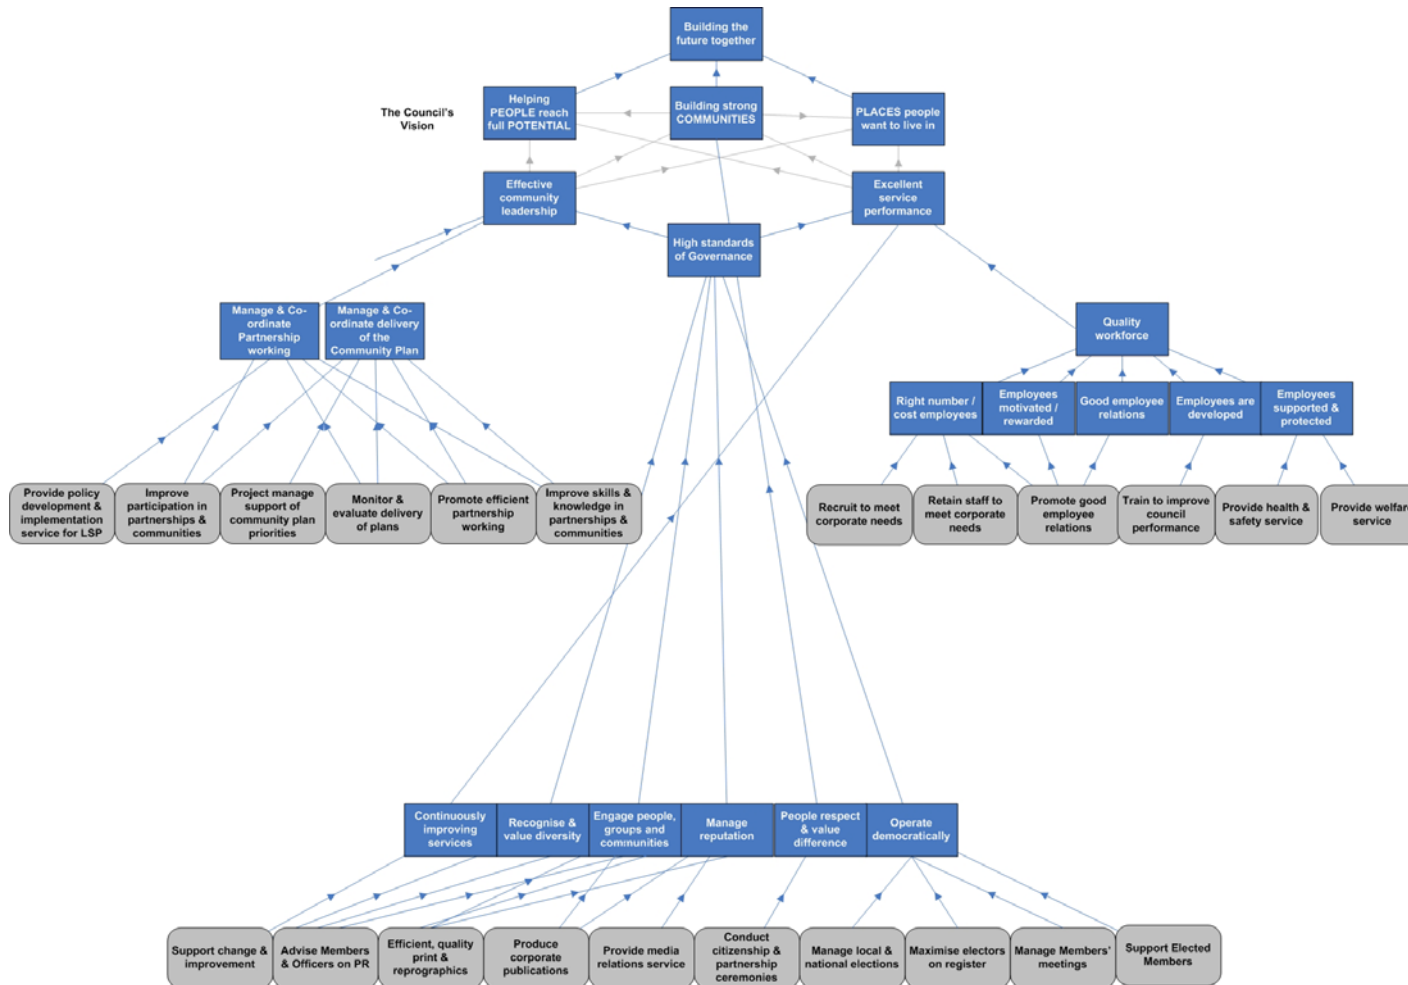 Building the
future together
The Council's
Vision
Helping
PEOPLE reach
full POTENTIAL
Building strong
COMMUNITIES
PLACES people
want to live in
Effective
community
leadership
Excellent
service
performance
High standards
of Governance
Manage & Co-
ordinate
Partnership
working
Manage & Co-
ordinate delivery
of the
Community Plan
Quality
workforce
Right number /
cost employees
Employees
motivated /
rewarded
Good employee
relations
Employees are
developed
Employees
supported &
protected
Provide policy
development &
implementation
service for LSP
Improve
participation in
partnerships &
communities
Project manage
support of
community plan
priorities
Monitor &
evaluate delivery
of plans
Promote efficient
partnership
working
Improve skills &
knowledge in
partnerships &
communities
Recruit to meet
corporate needs
Retain staff to
meet corporate
needs
Promote good
employee
relations
Train to improve
council
performance
Provide health &
safety service
Provide welfare
service
Continuously
improving
services
Recognise &
value diversity
Engage people,
groups and
communities
Manage
reputation
People respect
& value
difference
Operate
democratically
Support change &
improvement
Advise Members
& Officers on PR
Efficient, quality
print &
reprographics
Produce
corporate
publications
Provide media
relations service
Conduct
citizenship &
partnership
ceremonies
Manage local &
national elections
Maximise electors
on register
Manage Members'
meetings
Support Elected
Members